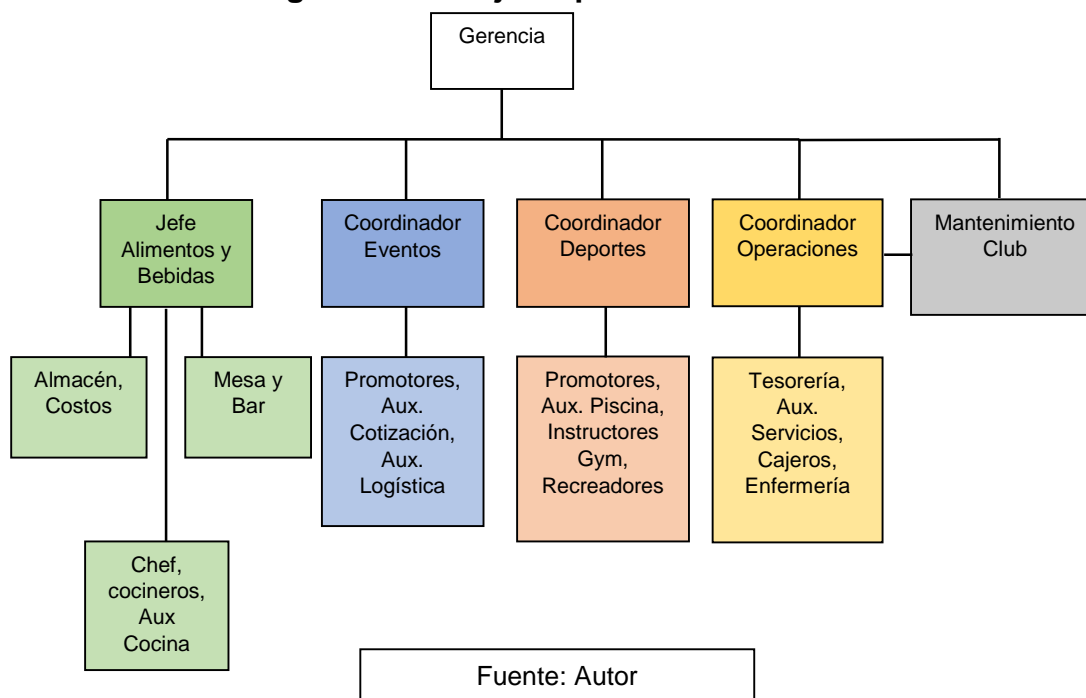 Gerencia
Jefe
Alimentos y
Bebidas
Coordinador
Eventos
Coordinador
Deportes
Coordinador
Operaciones
Mantenimiento
Club
Almacén,
Costos
Mesa y
Bar
Promotores,
Aux.
Cotización,
Aux.
Logística
Promotores,
Aux. Piscina,
Instructores
Gym,
Recreadores
Tesorería,
Aux.
Servicios,
Cajeros,
Enfermería
Chef,
cocineros,
Aux
Cocina
Fuente: Autor